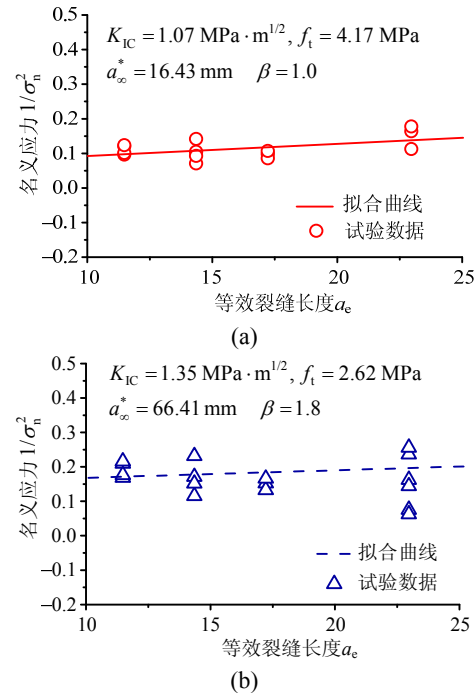 K_IC = 1.07 MPa·m^1/2, f_t = 4.17 MPa
a*_∞ = 16.43 mm β = 1.0
0.5
0.4
0.3
0.2
0.1
0.0
−0.1
−0.2
名义应力 1/σ_n^2
拟合曲线
试验数据
10 15 20 25
等效裂缝长度a_e
(a)
K_IC = 1.35 MPa·m^1/2, f_t = 2.62 MPa
a*_∞ = 66.41 mm β = 1.8
0.5
0.4
0.3
0.2
0.1
0.0
−0.1
−0.2
名义应力 1/σ_n^2
拟合曲线
试验数据
10 15 20 25
等效裂缝长度a_e
(b)